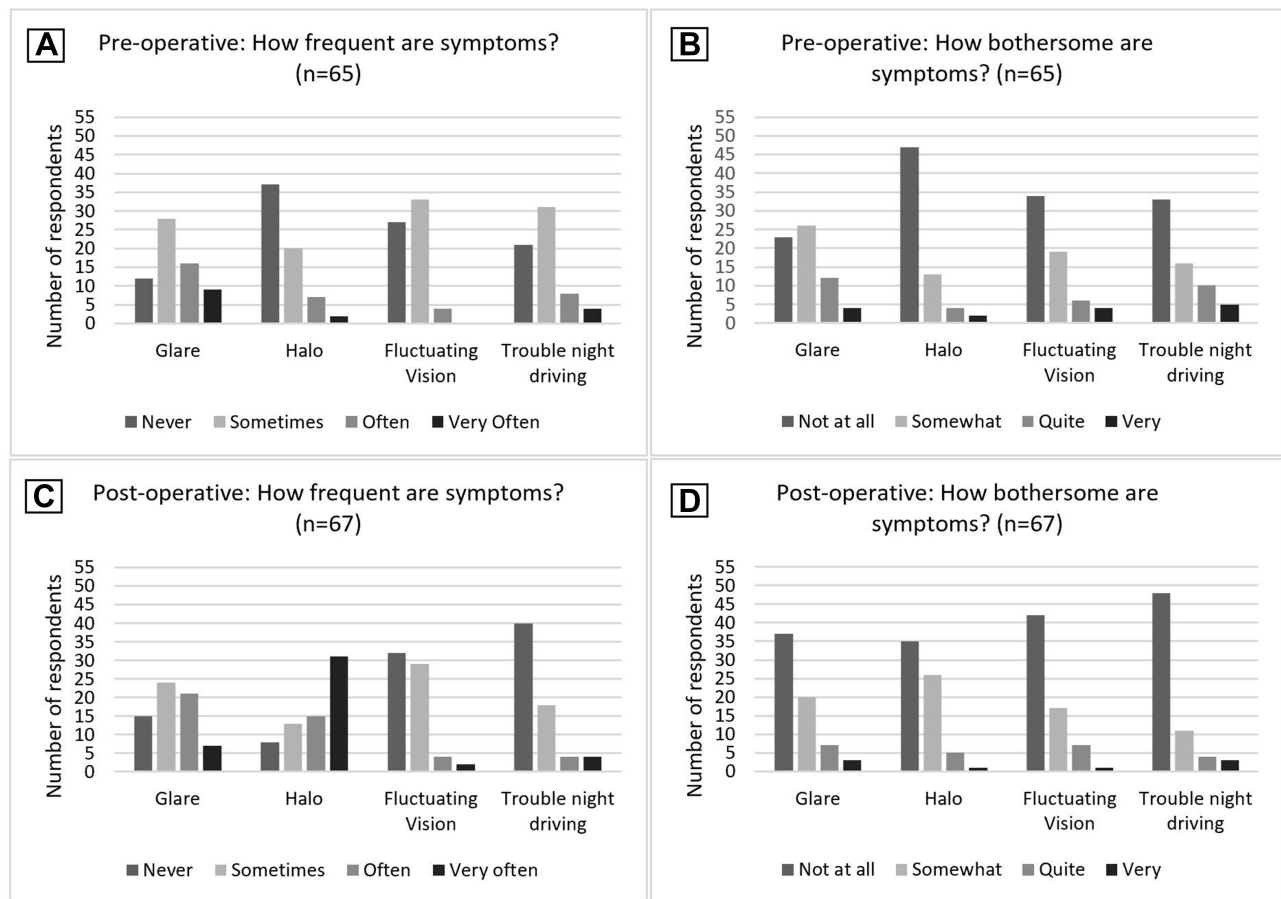 A
Pre-operative: How frequent are symptoms?
(n=65)
Number of respondents
55
50
45
40
35
30
25
20
15
10
5
0
Glare
Halo
Fluctuating
Vision
Trouble night
driving
Never
Sometimes
Often
Very Often
B
Pre-operative: How bothersome are
symptoms? (n=65)
Number of respondents
55
50
45
40
35
30
25
20
15
10
5
0
Glare
Halo
Fluctuating
Vision
Trouble night
driving
Not at all
Somewhat
Quite
Very
C
Post-operative: How frequent are symptoms?
(n=67)
Number of respondents
55
50
45
40
35
30
25
20
15
10
5
0
Glare
Halo
Fluctuating
Vision
Trouble night
driving
Never
Sometimes
Often
Very often
D
Post-operative: How bothersome are
symptoms? (n=67)
Number of respondents
55
50
45
40
35
30
25
20
15
10
5
0
Glare
Halo
Fluctuating
Vision
Trouble night
driving
Not at all
Somewhat
Quite
Very